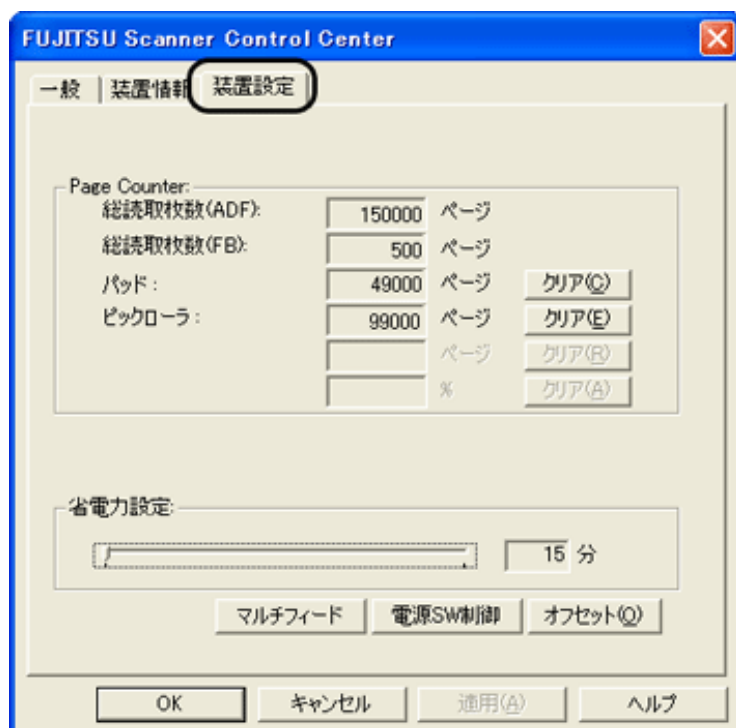 FUJITSU Scanner Control Center
一般 装置情報 装置設定
Page Counter:
総読取枚数(ADF): 150000 ページ
総読取枚数(FB): 500 ページ
パッド: 49000 ページ クリア(C)
ピックローラ: 99000 ページ クリア(E)
ページ クリア(R)
% クリア(A)
省電力設定:
15 分
マルチフィード 電源SW制御 オフセット(O)
OK キャンセル 適用(A) ヘルプ